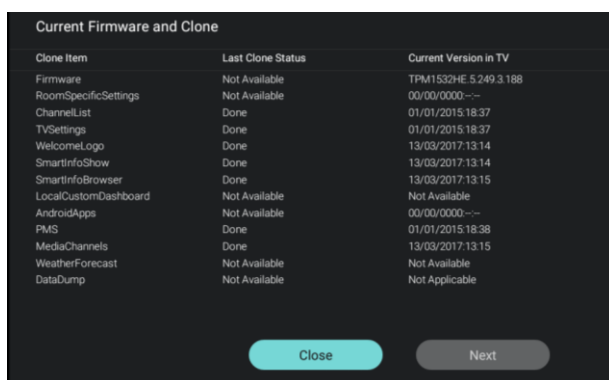 Current Firmware and Clone
Clone Item Last Clone Status Current Version in TV
Firmware Not Available TPM1532HE.5.249.3.188
RoomSpecificSettings Not Available 00/00/0000:--:--
ChannelList Done 01/01/2015:18:37
TVSettings Done 01/01/2015:18:37
WelcomeLogo Done 13/03/2017:13:14
SmartInfoShow Done 13/03/2017:13:14
SmartInfoBrowser Done 13/03/2017:13:15
LocalCustomDashboard Not Available Not Available
AndroidApps Not Available 00/00/0000:--:--
PMS Done 01/01/2015:18:38
MediaChannels Done 13/03/2017:13:15
WeatherForecast Not Available Not Available
DataDump Not Available Not Applicable
Close Next